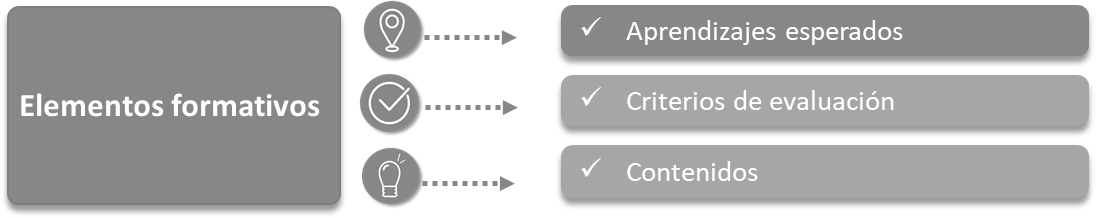 Elementos formativos
✓ Aprendizajes esperados
✓ Criterios de evaluación
✓ Contenidos